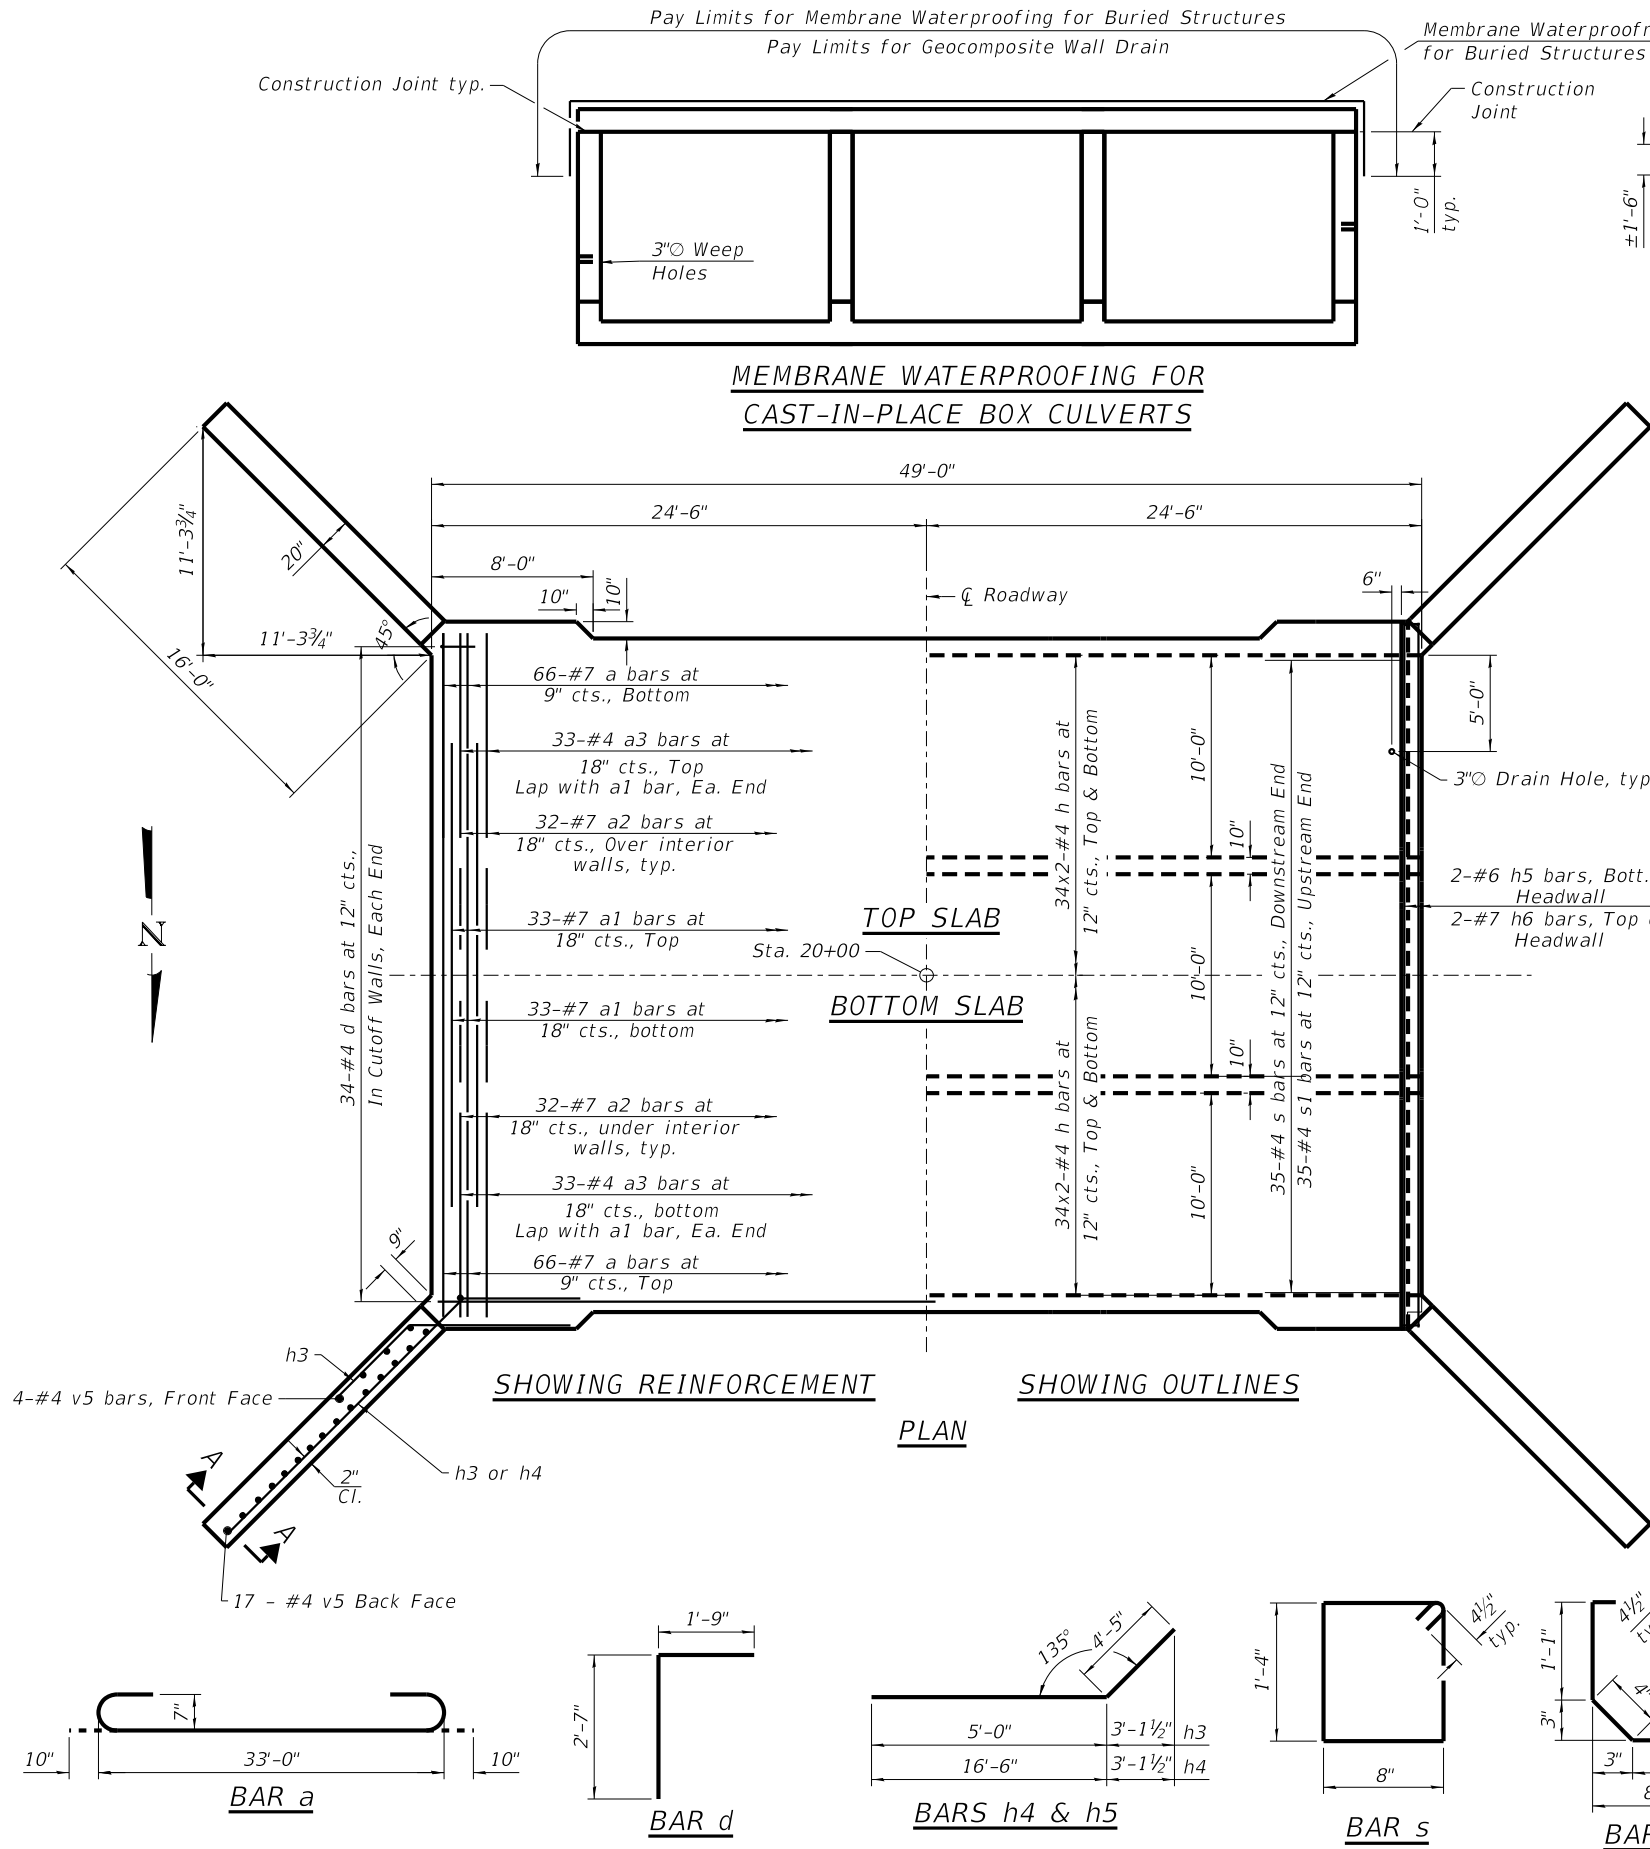 Pay Limits for Membrane Waterproofing for Buried Structures
Pay Limits for Geocomposite Wall Drain
Membrane Waterproofin
for Buried Structures
Construction Joint typ.
Construction
Joint
1'-0"
typ.
±1'-6"
3"∅ Weep
Holes
MEMBRANE WATERPROOFING FOR
CAST-IN-PLACE BOX CULVERTS
49'-0"
24'-6"
24'-6"
8'-0"
10"
10"
℄ Roadway
6"
11'-3¾"
20"
11'-3¾"
45°
16'-0"
66-#7 a bars at
9" cts., Bottom
33-#4 a3 bars at
18" cts., Top
Lap with a1 bar, Ea. End
32-#7 a2 bars at
18" cts., Over interior
walls, typ.
33-#7 a1 bars at
18" cts., Top
TOP SLAB
Sta. 20+00
BOTTOM SLAB
33-#7 a1 bars at
18" cts., bottom
32-#7 a2 bars at
18" cts., under interior
walls, typ.
33-#4 a3 bars at
18" cts., bottom
Lap with a1 bar, Ea. End
66-#7 a bars at
9" cts., Top
34-#4 d bars at 12" cts.,
In Cutoff Walls, Each End
N
34x2-#4 h bars at
12" cts., Top & Bottom
34x2-#4 h bars at
12" cts., Top & Bottom
10'-0"
10"
10'-0"
10"
10'-0"
35-#4 s bars at 12" cts., Downstream End
35-#4 s1 bars at 12" cts., Upstream End
5'-0"
3"∅ Drain Hole, typ
2-#6 h5 bars, Bott.
Headwall
2-#7 h6 bars, Top
Headwall
9"
h3
4-#4 v5 bars, Front Face
A
A
2"
Cl.
h3 or h4
17 - #4 v5 Back Face
SHOWING REINFORCEMENT
SHOWING OUTLINES
PLAN
7"
10"
33'-0"
10"
BAR a
1'-9"
2'-7"
BAR d
135°
4'-5"
5'-0"
3'-1½"
h3
16'-6"
3'-1½"
h4
BARS h4 & h5
1'-4"
4½"
typ.
8"
BAR s
4½"
1'-1"
3"
4"
3"
BAR